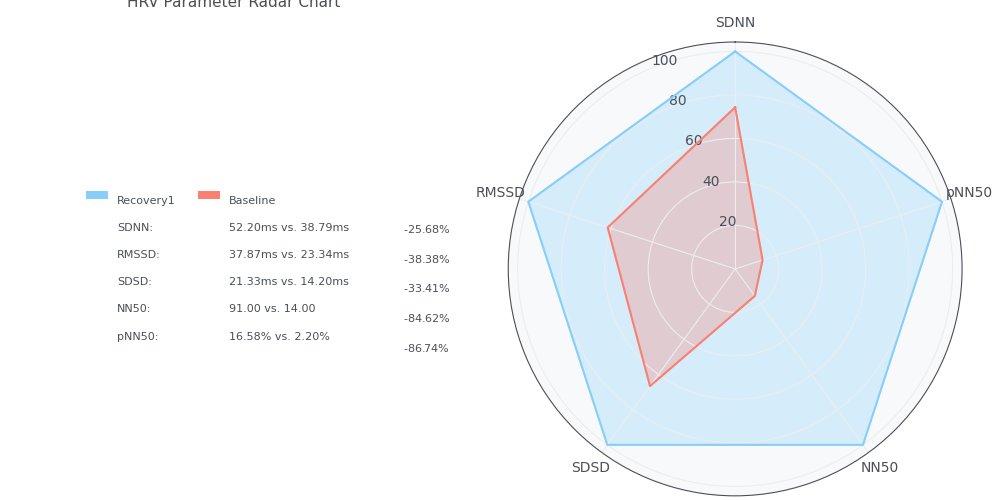 HRV Parameter Radar Chart
Recovery1 Baseline
SDNN: 52.20ms vs. 38.79ms -25.68%
RMSSD: 37.87ms vs. 23.34ms -38.38%
SDSD: 21.33ms vs. 14.20ms -33.41%
NN50: 91.00 vs. 14.00 -84.62%
pNN50: 16.58% vs. 2.20% -86.74%
SDNN
100
80
60
40
20
RMSSD
pNN50
SDSD
NN50